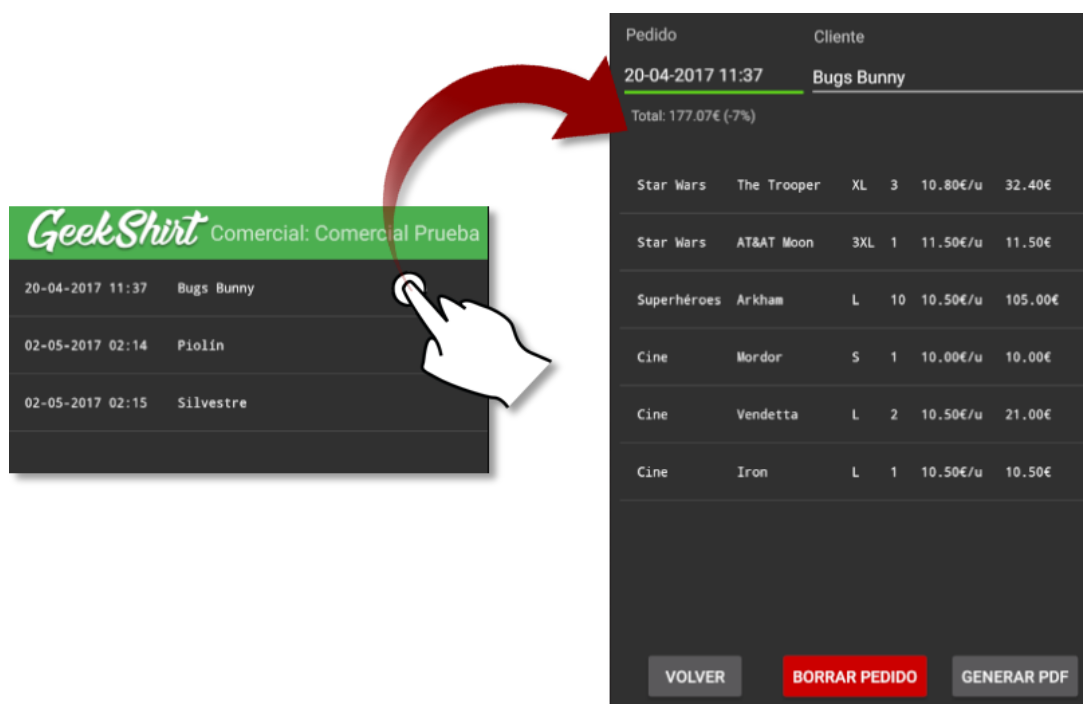 GeekShirt Comercial: Comercial Prueba
20-04-2017 11:37 Bugs Bunny
02-05-2017 02:14 Piolín
02-05-2017 02:15 Silvestre
Pedido Cliente
20-04-2017 11:37 Bugs Bunny
Total: 177.07€ (-7%)
Star Wars The Trooper XL 3 10.80€/u 32.40€
Star Wars AT&AT Moon 3XL 1 11.50€/u 11.50€
Superhéroes Arkham L 10 10.50€/u 105.00€
Cine Mordor S 1 10.00€/u 10.00€
Cine Vendetta L 2 10.50€/u 21.00€
Cine Iron L 1 10.50€/u 10.50€
VOLVER BORRAR PEDIDO GENERAR PDF